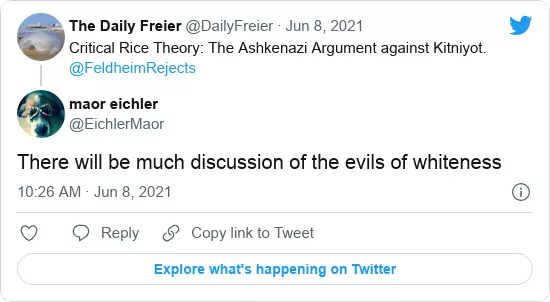 The Daily Freier @DailyFreier · Jun 8, 2021
Critical Rice Theory: The Ashkenazi Argument against Kitniyot.
@FeldheimRejects
maor eichler
@EichlerMaor
There will be much discussion of the evils of whiteness
10:26 AM · Jun 8, 2021
Reply
Copy link to Tweet
Explore what's happening on Twitter